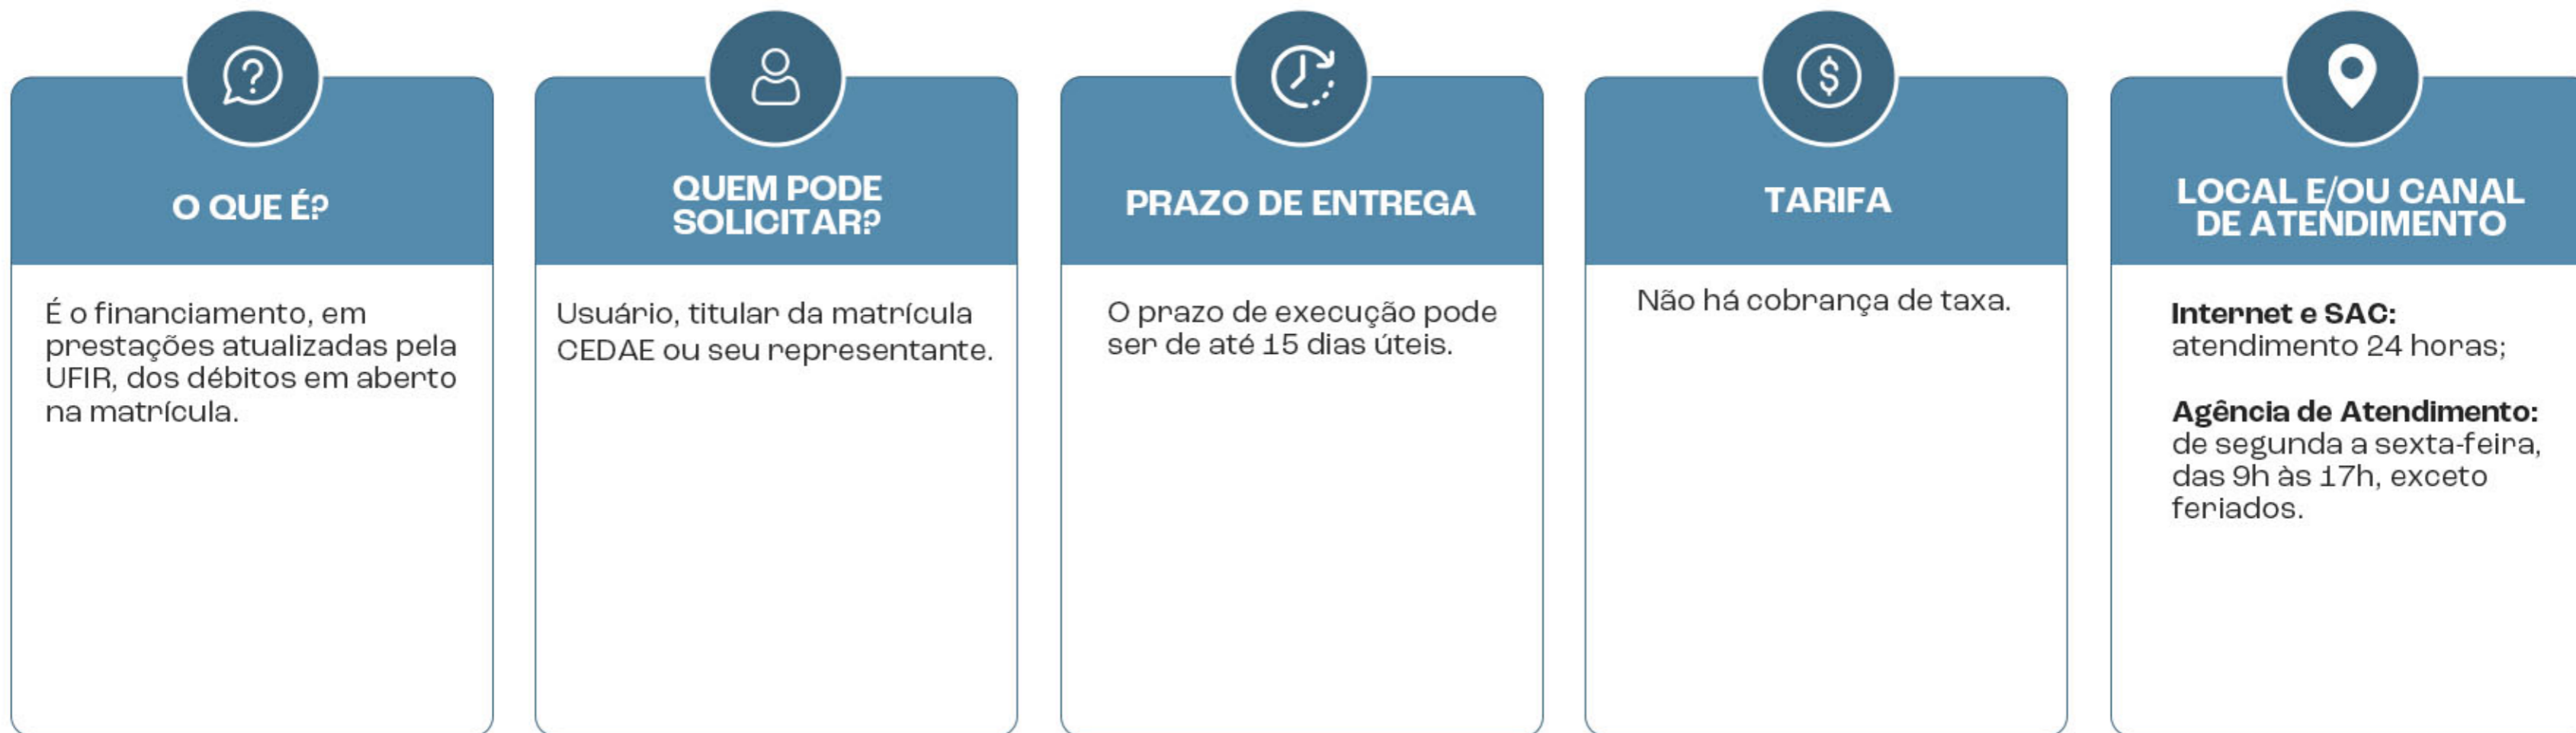 O QUE É?
É o financiamento, em
prestações atualizadas pela
UFIR, dos débitos em aberto
na matrícula.
QUEM PODE
SOLICITAR?
Usuário, titular da matrícula
CEDAE ou seu representante.
PRAZO DE ENTREGA
O prazo de execução pode
ser de até 15 dias úteis.
TARIFA
Não há cobrança de taxa.
LOCAL E/OU CANAL
DE ATENDIMENTO
Internet e SAC:
atendimento 24 horas;
Agência de Atendimento:
de segunda a sexta-feira,
das 9h às 17h, exceto
feriados.